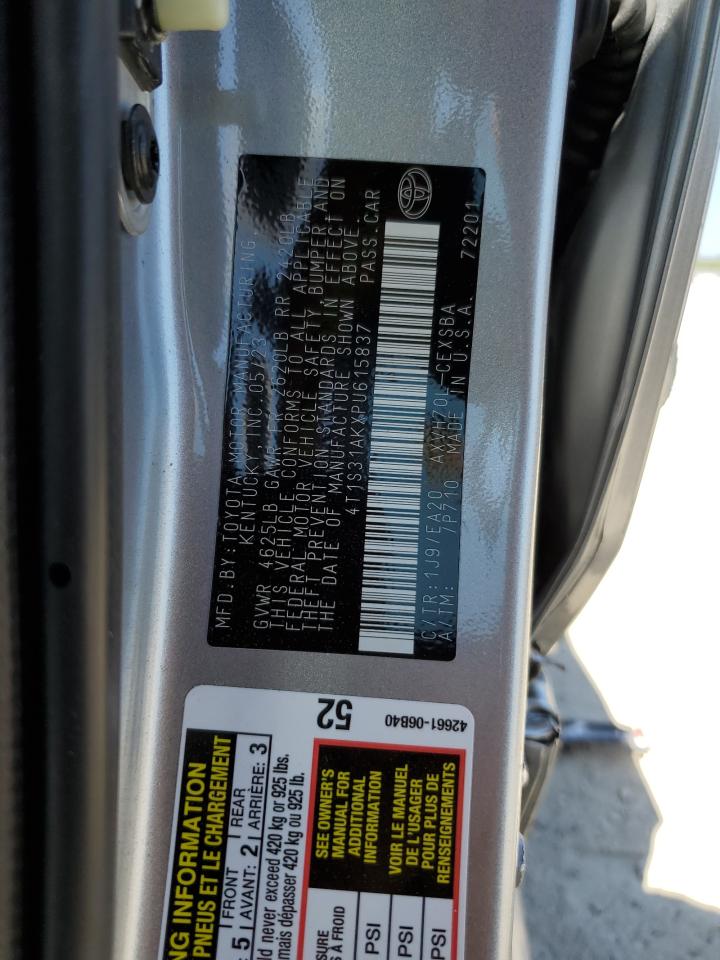 MFD. BY: TOYOTA MOTOR MANUFACTURING,
KENTUCKY, INC. 05/23
GVWR 4625LB GAWR FR 2620LB RR 2420LB
THIS VEHICLE CONFORMS TO ALL APPLICABLE
FEDERAL MOTOR VEHICLE SAFETY, BUMPER, AND
THEFT PREVENTION STANDARDS IN EFFECT ON
THE DATE OF MANUFACTURE SHOWN ABOVE.
4T1S31AKXPU615837 PASS. CAR
C/TR:1J9/EA20 AXVH70L-CEXSBA
A/TM: 7P710 MADE IN U.S.A. 72201
NG INFORMATION
PNEUS ET LE CHARGEMENT
5 FRONT 2 REAR 3
AVANT: ARRIÈRE:
ld never exceed 420 kg or 925 lbs.
mais dépasser 420 kg ou 925 lb.
52
42661-06B40
SEE OWNER'S
MANUAL FOR
ADDITIONAL
INFORMATION
VOIR LE MANUEL
DE L'USAGER
POUR PLUS DE
RENSEIGNEMENTS
SURE
S À FROID
PSI
PSI
PSI